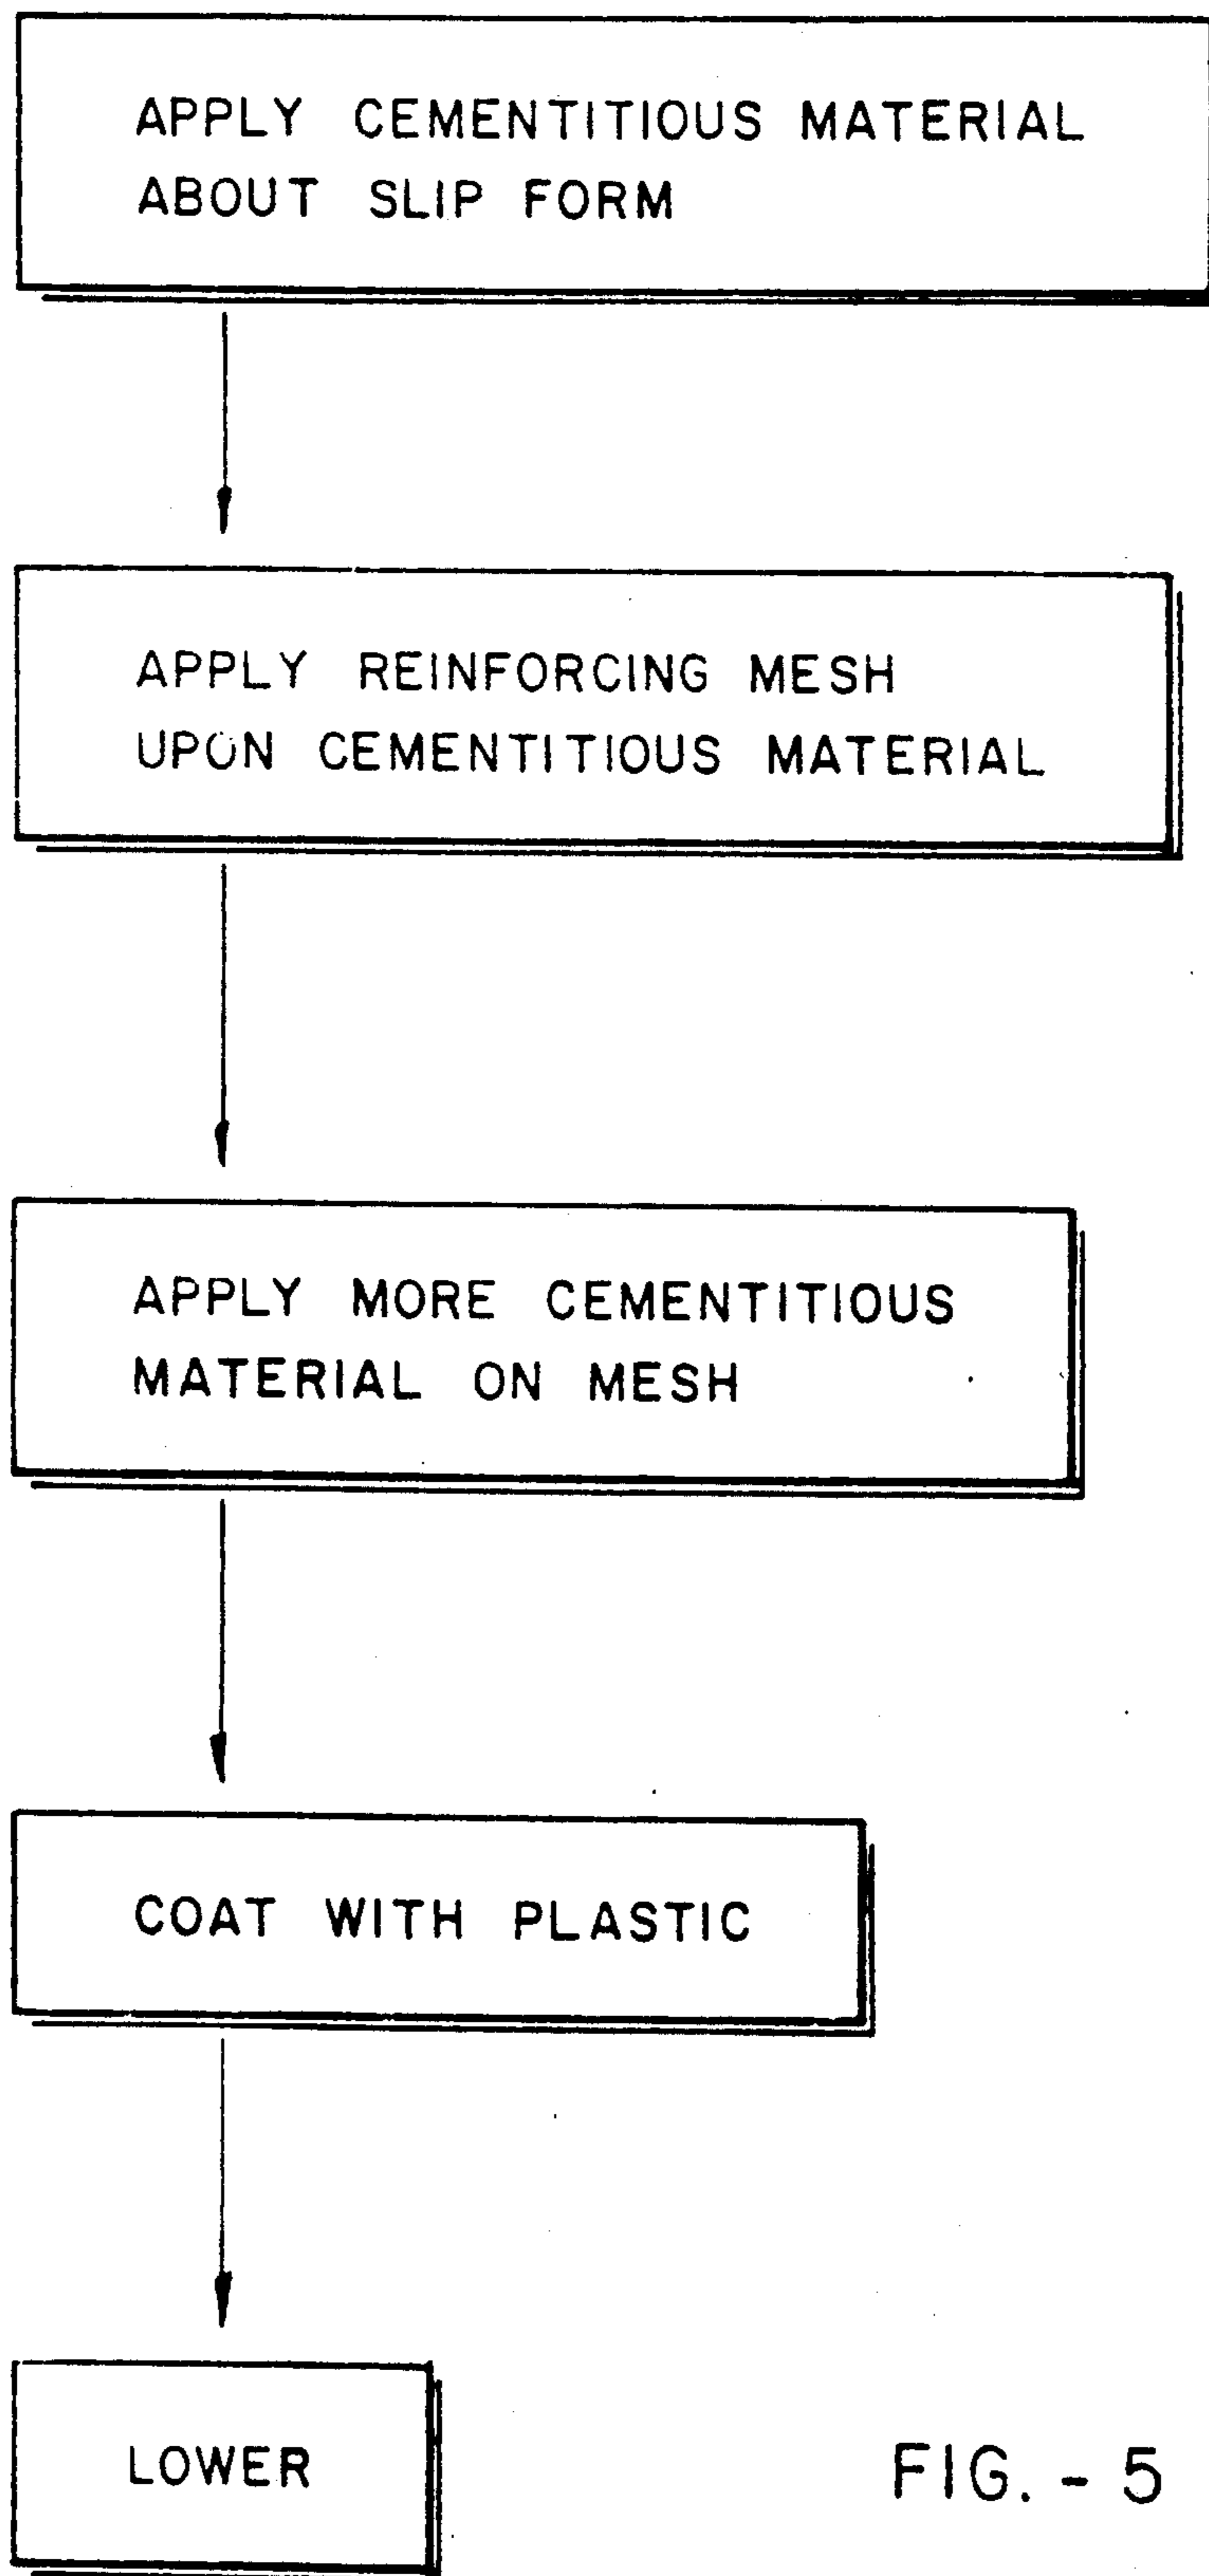 APPLY CEMENTITIOUS MATERIAL
ABOUT SLIP FORM
APPLY REINFORCING MESH
UPON CEMENTITIOUS MATERIAL
APPLY MORE CEMENTITIOUS
MATERIAL ON MESH
COAT WITH PLASTIC
LOWER
FIG. - 5